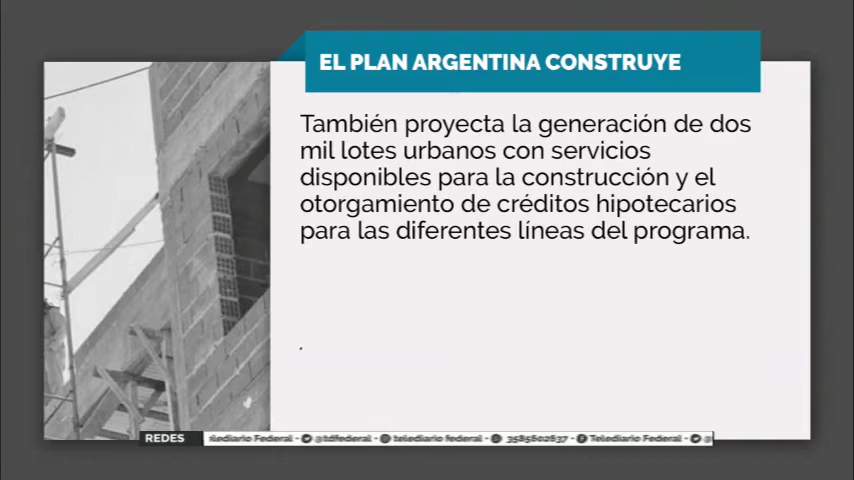 EL PLAN ARGENTINA CONSTRUYE
También proyecta la generación de dos
mil lotes urbanos con servicios
disponibles para la construcción y el
otorgamiento de créditos hipotecarios
para las diferentes líneas del programa.
.
REDES
lediario Federal - @tdfederal - telediario federal - 3585602637 - Telediario Federal - @